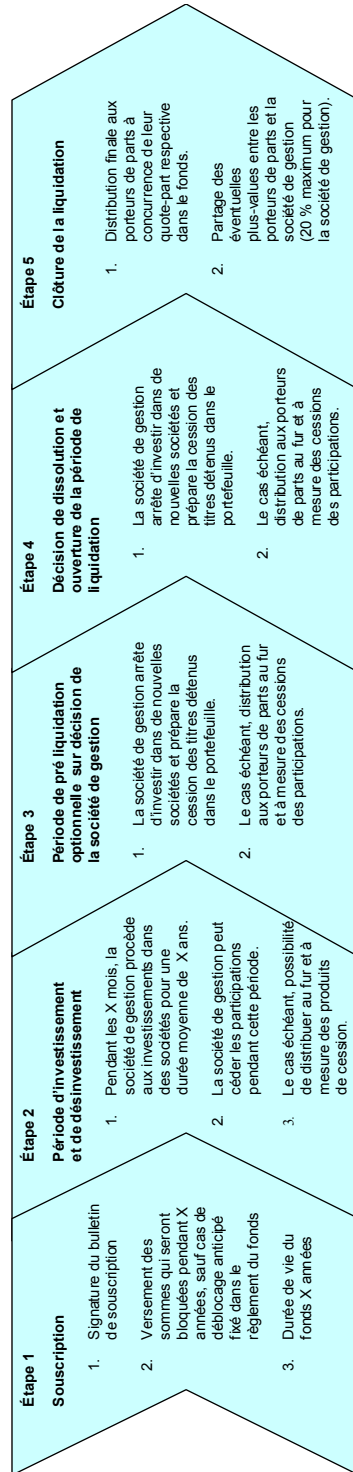 Étape 1
Souscription
1. Signature du bulletin
de souscription
2. Versement des
sommes qui seront
bloquées pendant X
années, sauf cas de
déblocage anticipé
fixé dans le
règlement du fonds
3. Durée de vie du
fonds X années
Étape 2
Période d'investissement
et de désinvestissement
1. Pendant les X mois, la
société de gestion procède
aux investissements dans
des sociétés pour une
durée moyenne de X ans.
2. La société de gestion peut
céder les participations
pendant cette période.
3. Le cas échéant, possibilité
de distribuer au fur et à
mesure des produits
de cession.
Étape 3
Période de pré liquidation
optionnelle sur décision de
la société de gestion
1. La société de gestion arrête
d'investir dans de nouvelles
sociétés et prépare la
cession des titres détenus
dans le portefeuille.
2. Le cas échéant, distribution
aux porteurs de parts au fur
et à mesure des cessions
des participations.
Étape 4
Décision de dissolution et
ouverture de la période de
liquidation
1. La société de gestion
arrête d'investir dans de
nouvelles sociétés et
prépare la cession des
titres détenus dans le
portefeuille.
2. Le cas échéant,
distribution aux porteurs
de parts au fur et à
mesure des cessions
des participations.
Étape 5
Clôture de la liquidation
1. Distribution finale aux
porteurs de parts à
concurrence de leur
quote-part respective
dans le fonds.
2. Partage des
éventuelles
plus-values entre les
porteurs de parts et la
société de gestion
(20 % maximum pour
la société de gestion).